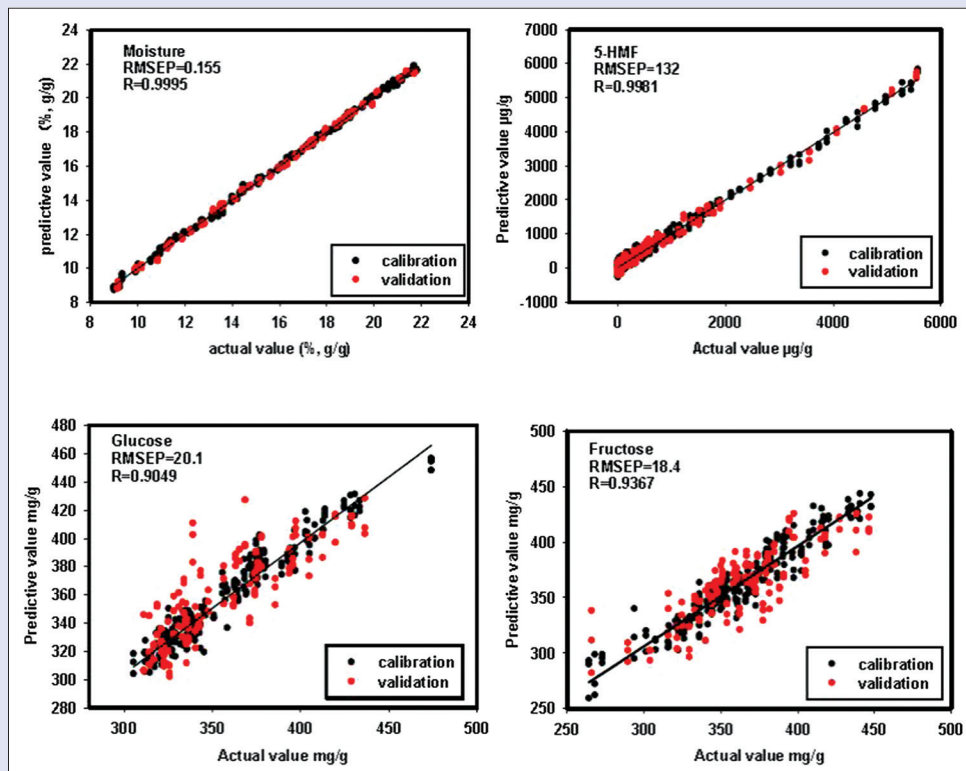 Moisture
RMSEP=0.155
R=0.9995
predictive value (%, g/g)
24
22
20
18
16
14
12
10
8
calibration
validation
8 10 12 14 16 18 20 22 24
actual value (%, g/g)
5-HMF
RMSEP=132
R=0.9981
Predictive value µg/g
7000
6000
5000
4000
3000
2000
1000
0
-1000
calibration
validation
0 2000 4000 6000
Actual value µg/g
Glucose
RMSEP=20.1
R=0.9049
Predictive value mg/g
480
460
440
420
400
380
360
340
320
300
280
calibration
validation
300 350 400 450 500
Actual value mg/g
Fructose
RMSEP=18.4
R=0.9367
Predictive value mg/g
500
450
400
350
300
250
calibration
validation
250 300 350 400 450 500
Actual value mg/g